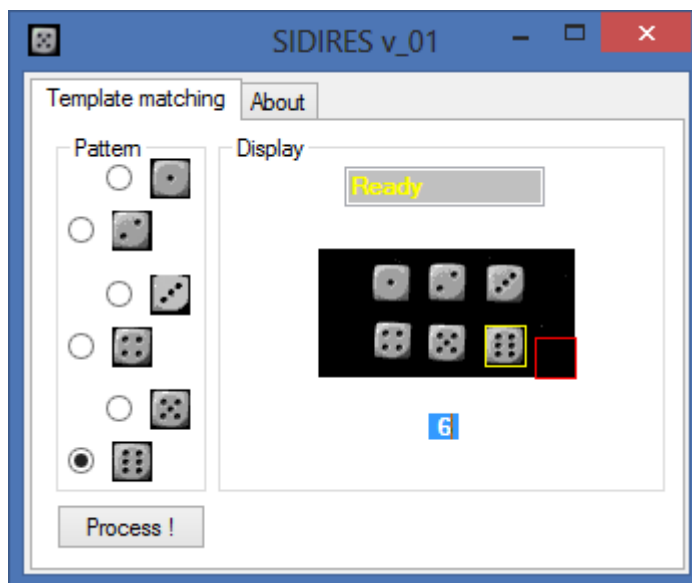 SIDIRES v_01
Template matching
About
Pattern
Display
Ready
6
Process !